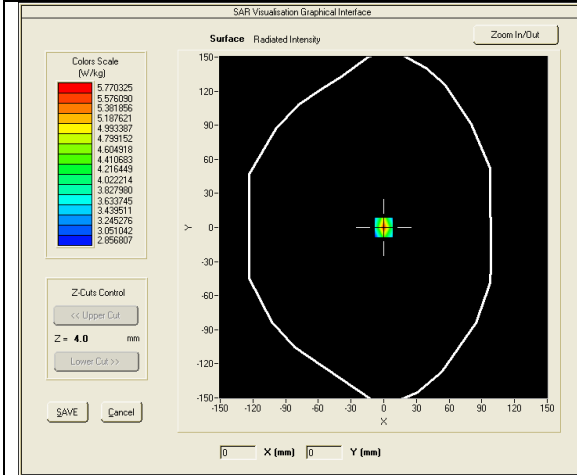 SAR Visualisation Graphical Interface
Surface Radiated Intensity
Zoom In/Out
Colors Scale
(W/kg)
5.770325
5.576090
5.381856
5.187621
4.993387
4.799152
4.604918
4.410683
4.216449
4.022214
3.827980
3.633745
3.439511
3.245276
3.051042
2.856807
Z-Cuts Control
<< Upper Cut
Z = 4.0 mm
Lower Cut >>
SAVE Cancel
150
120
90
60
30
Y
0
-30
-60
-90
-120
-150
-150 -120 -90 -60 -30 0 30 60 90 120 150
X
0 X (mm) 0 Y (mm)